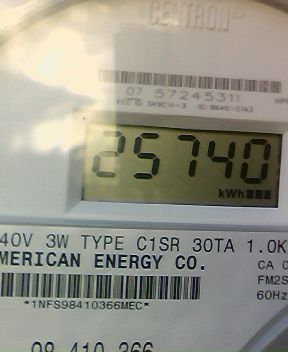 CENTRON®
07 57245311
25740
kWh
40V 3W TYPE C1SR 30TA 1.0K
MERICAN ENERGY CO.
CA 0
FM2S
60Hz
*1NFS98410366MEC*
98 410 366